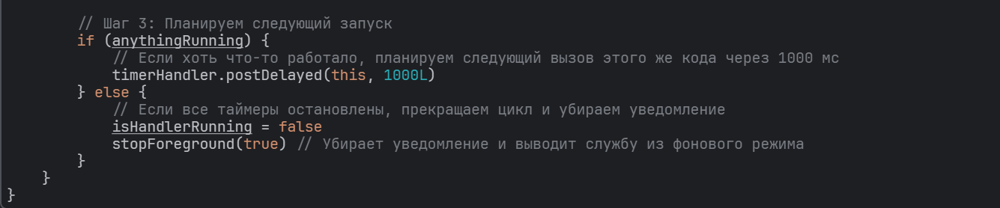 // Шаг 3: Планируем следующий запуск
if (anythingRunning) {
// Если хоть что-то работало, планируем следующий вызов этого же кода через 1000 мс
timerHandler.postDelayed(this, 1000L)
} else {
// Если все таймеры остановлены, прекращаем цикл и убираем уведомление
isHandlerRunning = false
stopForeground(true) // Убирает уведомление и выводит службу из фонового режима
}
}
}